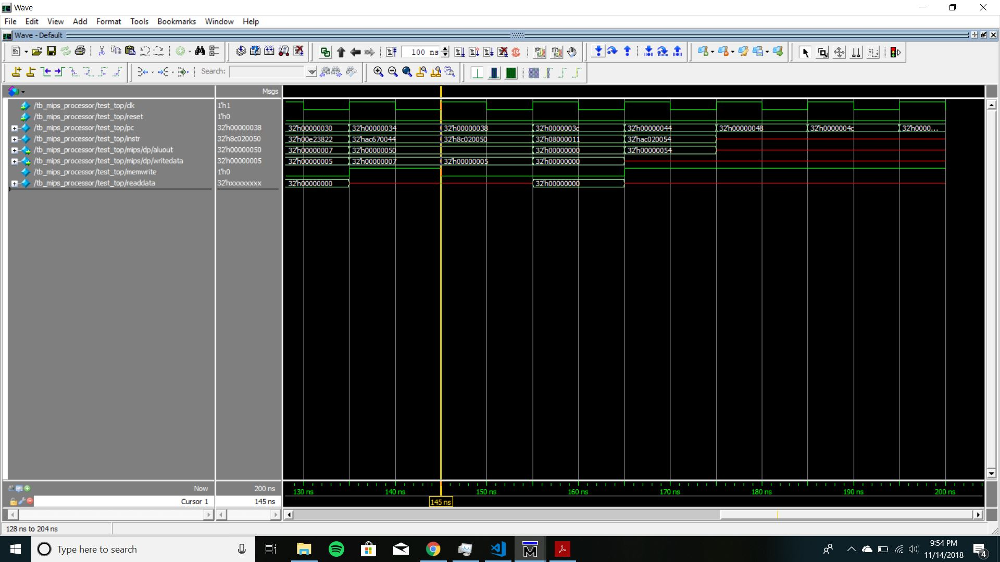 Wave
File Edit View Add Format Tools Bookmarks Window Help
Wave - Default
100 ns
Search:
Msgs
/tb_mips_processor/test_top/clk 1'h1
/tb_mips_processor/test_top/reset 1'h0
/tb_mips_processor/test_top/pc 32'h00000038 32'h00000030 32'h00000034 32'h00000038 32'h0000003c 32'h00000044 32'h00000048 32'h0000004c 32'h0000...
/tb_mips_processor/test_top/instr 32'h8c020050 32'h00e23822 32'hac670044 32'h8c020050 32'h08000011 32'hac020054
/tb_mips_processor/test_top/mips/dp/aluout 32'h00000050 32'h00000007 32'h00000050 32'h00000000 32'h00000054
/tb_mips_processor/test_top/mips/dp/writedata 32'h00000005 32'h00000005 32'h00000007 32'h00000005 32'h00000000
/tb_mips_processor/test_top/memwrite 1'h0
/tb_mips_processor/test_top/readdata 32'hxxxxxxxx 32'h00000000 32'h00000000
Now 200 ns 130 ns 140 ns 150 ns 160 ns 170 ns 180 ns 190 ns 200 ns
Cursor 1 145 ns 145 ns
128 ns to 204 ns
Type here to search
9:54 PM
11/14/2018
4